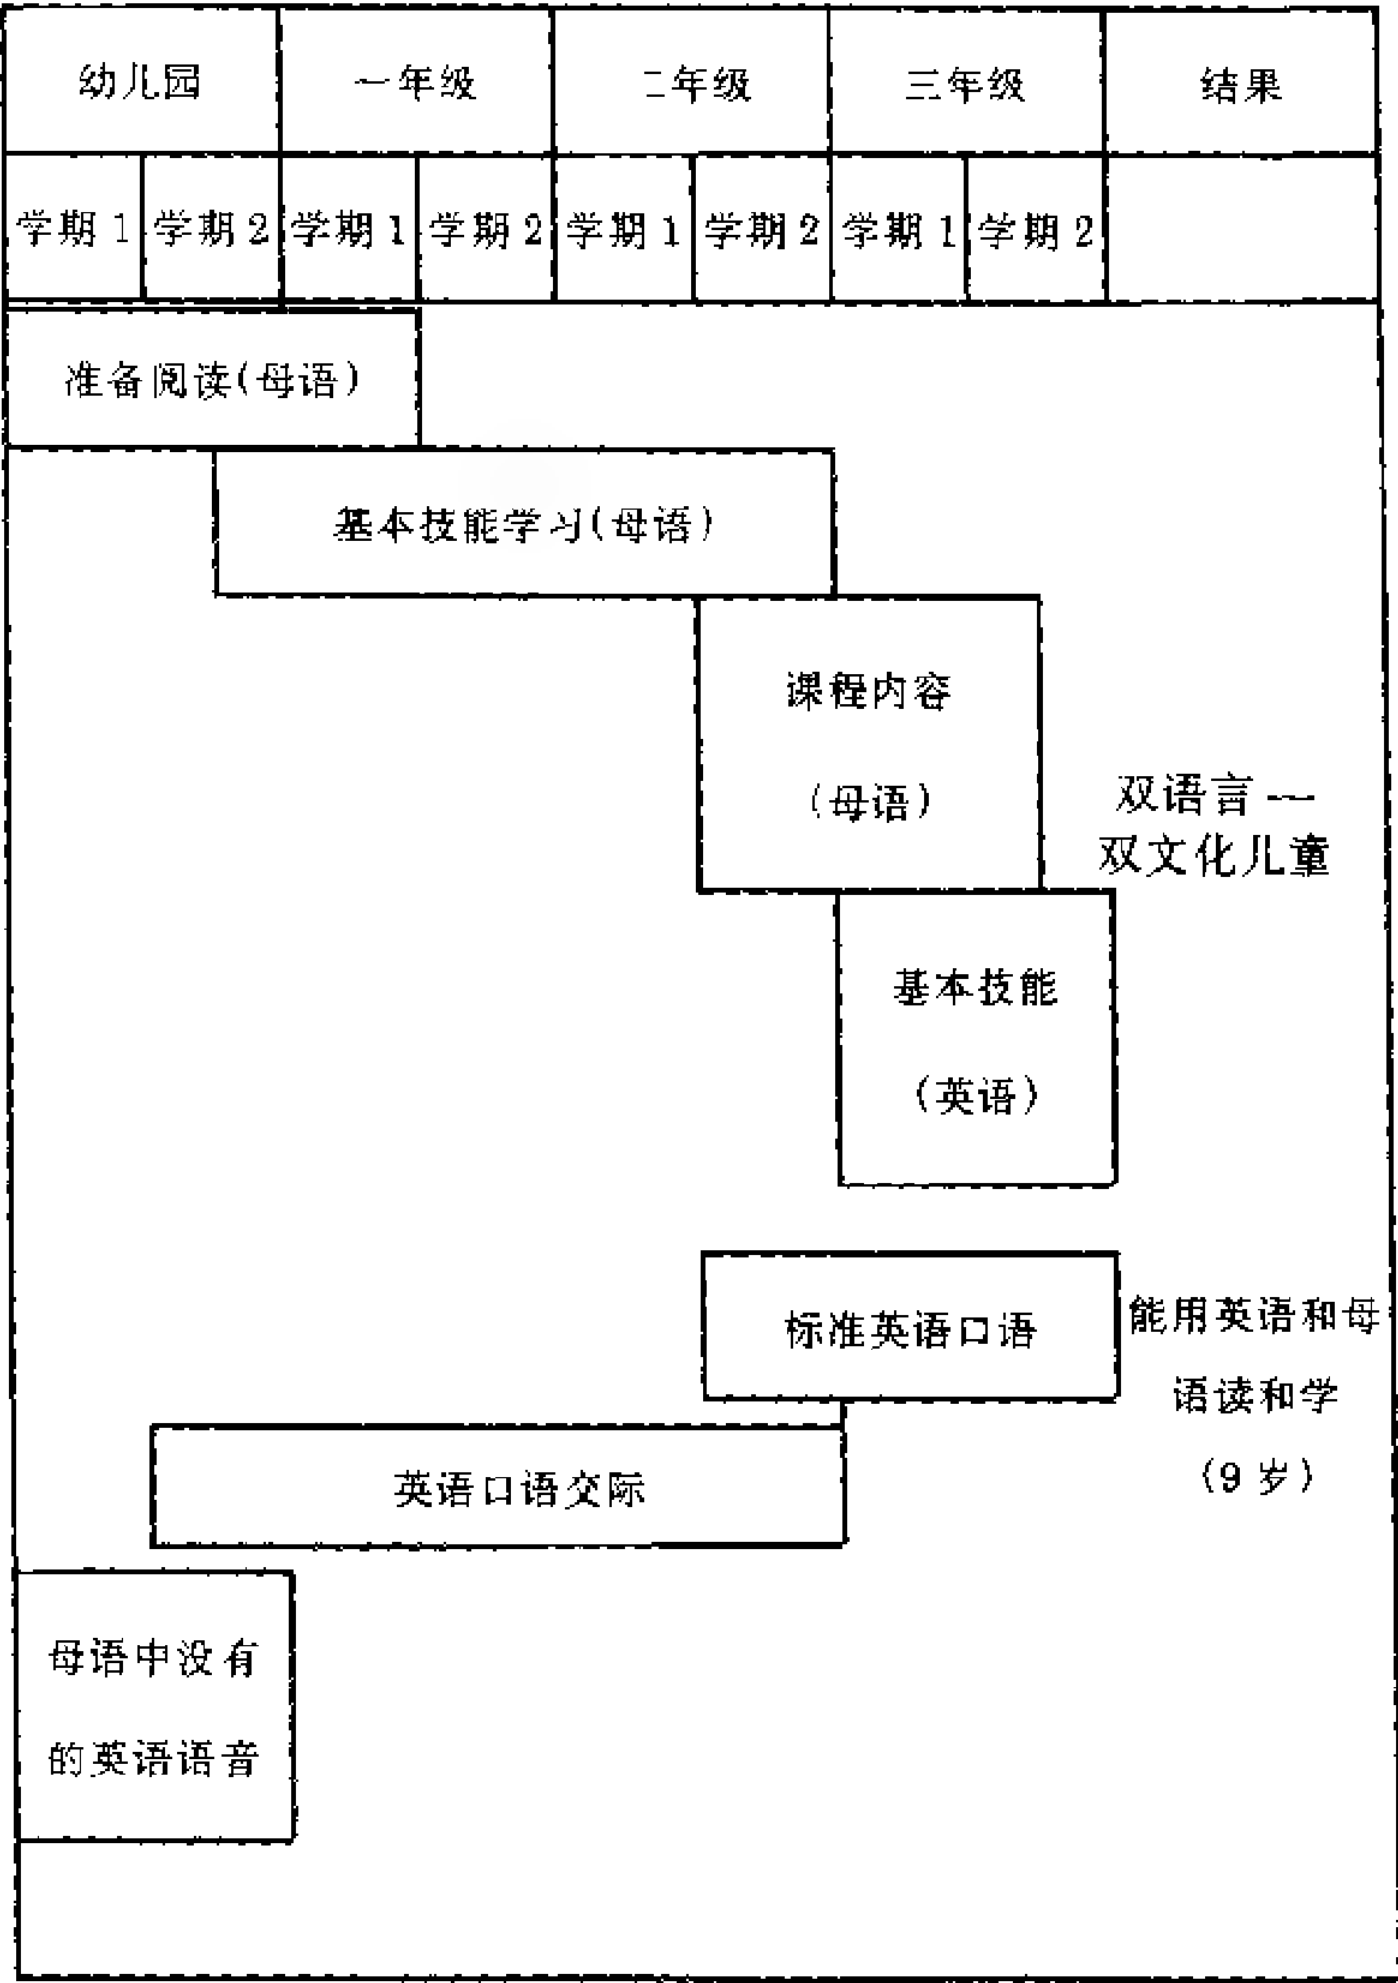 幼儿园 一年级 二年级 三年级 结果
学期1 学期2 学期1 学期2 学期1 学期2 学期1 学期2
准备阅读(母语)
基本技能学习(母语)
课程内容
(母语)
双语言—
双文化儿童
基本技能
(英语)
标准英语口语
能用英语和母
语读和学
(9岁)
英语口语交际
母语中没有
的英语语音